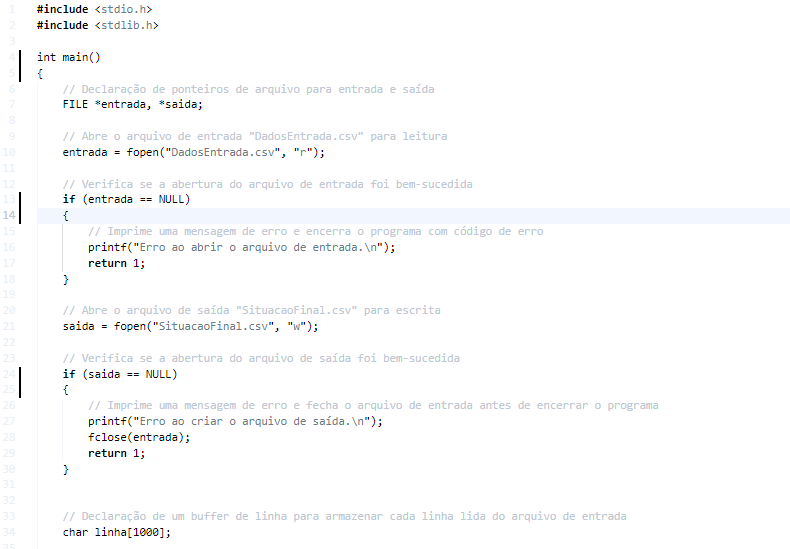 1 #include <stdio.h>
2 #include <stdlib.h>
3
4 int main()
5 {
6 // Declaração de ponteiros de arquivo para entrada e saída
7 FILE *entrada, *saida;
8
9 // Abre o arquivo de entrada "DadosEntrada.csv" para leitura
10 entrada = fopen("DadosEntrada.csv", "r");
11
12 // Verifica se a abertura do arquivo de entrada foi bem-sucedida
13 if (entrada == NULL)
14 {
15 // Imprime uma mensagem de erro e encerra o programa com código de erro
16 printf("Erro ao abrir o arquivo de entrada.\n");
17 return 1;
18 }
19
20 // Abre o arquivo de saída "SituacaoFinal.csv" para escrita
21 saida = fopen("SituacaoFinal.csv", "w");
22
23 // Verifica se a abertura do arquivo de saída foi bem-sucedida
24 if (saida == NULL)
25 {
26 // Imprime uma mensagem de erro e fecha o arquivo de entrada antes de encerrar o programa
27 printf("Erro ao criar o arquivo de saída.\n");
28 fclose(entrada);
29 return 1;
30 }
31
32
33 // Declaração de um buffer de linha para armazenar cada linha lida do arquivo de entrada
34 char linha[1000];
35